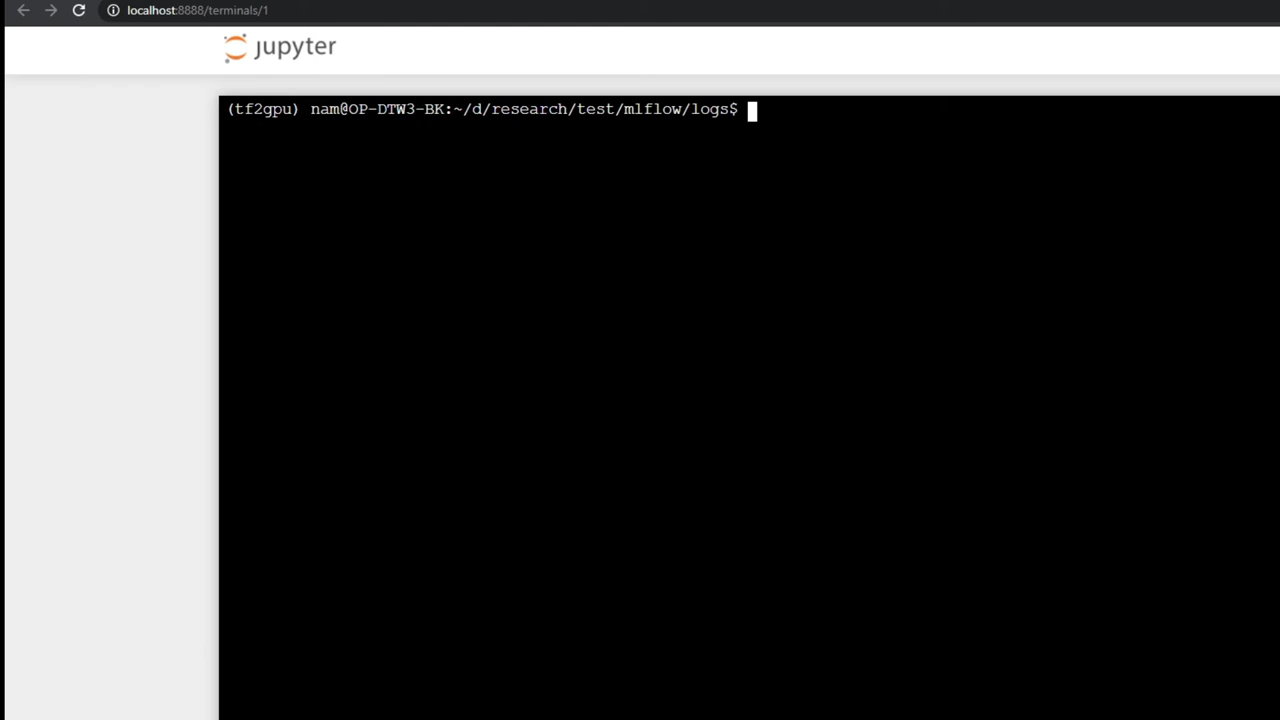 localhost:8888/terminals/1
jupyter
(tf2gpu) nam@OP-DTW3-BK:~/d/research/test/mlflow/logs$